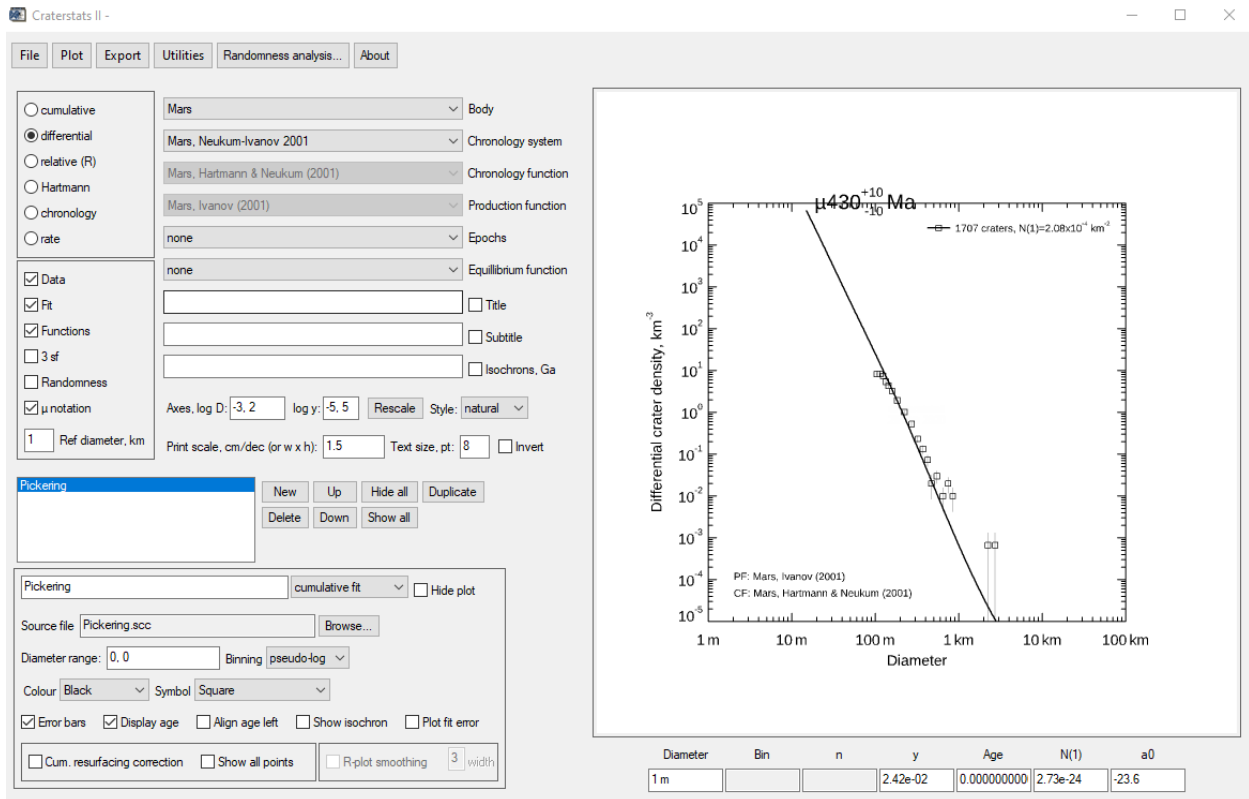 Craterstats II -
File Plot Export Utilities Randomness analysis... About
cumulative
differential
relative (R)
Hartmann
chronology
rate
Mars Body
Mars, Neukum-Ivanov 2001 Chronology system
Mars, Hartmann & Neukum (2001) Chronology function
Mars, Ivanov (2001) Production function
none Epochs
none Equillibrium function
Title
Subtitle
Isochrons, Ga
Data
Fit
Functions
3 sf
Randomness
µ notation
1 Ref diameter, km
Axes, log D: -3, 2 log y: -5, 5 Rescale Style: natural
Print scale, cm/dec (or w x h): 1.5 Text size, pt: 8 Invert
Pickering
New Up Hide all Duplicate
Delete Down Show all
Pickering cumulative fit Hide plot
Source file Pickering.scc Browse...
Diameter range: 0, 0 Binning pseudo-log
Colour Black Symbol Square
Error bars Display age Align age left Show isochron Plot fit error
Cum. resurfacing correction Show all points R-plot smoothing 3 width
µ430+10-10 Ma
1707 craters, N(1)=2.08x10-4 km-2
Differential crater density, km-3
105
104
103
102
101
100
10-1
10-2
10-3
10-4
10-5
PF: Mars, Ivanov (2001)
CF: Mars, Hartmann & Neukum (2001)
1 m 10 m 100 m 1 km 10 km 100 km
Diameter
Diameter Bin n y Age N(1) a0
1 m 2.42e-02 0.000000000 2.73e-24 -23.6